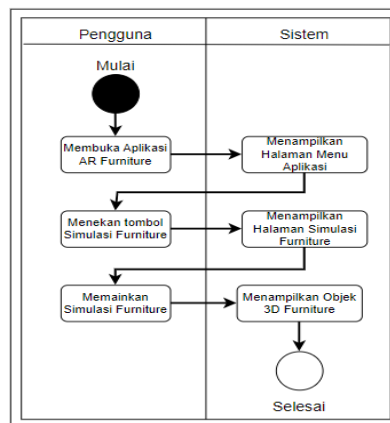 Pengguna
Sistem
Mulai
Membuka Aplikasi
AR Furniture
Menampilkan
Halaman Menu
Aplikasi
Menekan tombol
Simulasi Furniture
Menampilkan
Halaman Simulasi
Furniture
Memainkan
Simulasi Furniture
Menampilkan Objek
3D Furniture
Selesai